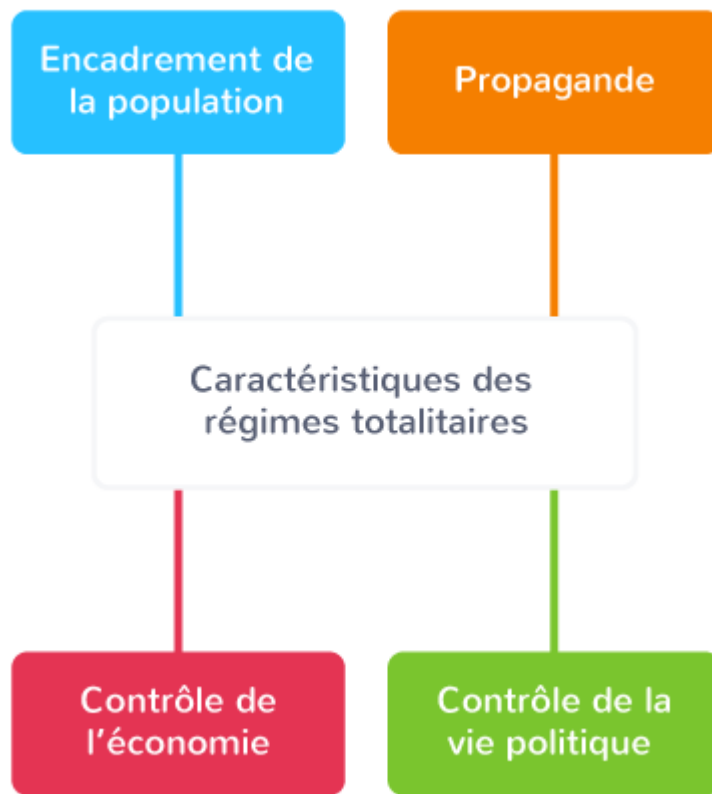 Encadrement de
la population
Propagande
Caractéristiques des
régimes totalitaires
Contrôle de
l'économie
Contrôle de la
vie politique